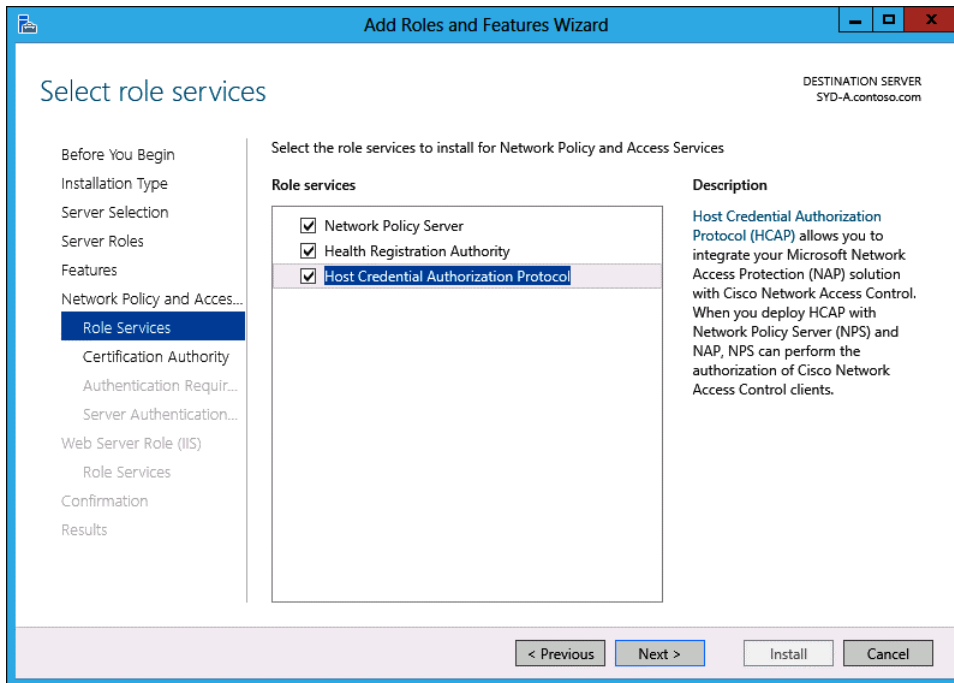 Add Roles and Features Wizard
Select role services
DESTINATION SERVER
SYD-A.contoso.com
Before You Begin
Installation Type
Server Selection
Server Roles
Features
Network Policy and Acces...
Role Services
Certification Authority
Authentication Requir...
Server Authentication...
Web Server Role (IIS)
Role Services
Confirmation
Results
Select the role services to install for Network Policy and Access Services
Role services
Network Policy Server
Health Registration Authority
Host Credential Authorization Protocol
Description
Host Credential Authorization
Protocol (HCAP) allows you to
integrate your Microsoft Network
Access Protection (NAP) solution
with Cisco Network Access Control.
When you deploy HCAP with
Network Policy Server (NPS) and
NAP, NPS can perform the
authorization of Cisco Network
Access Control clients.
< Previous
Next >
Install
Cancel